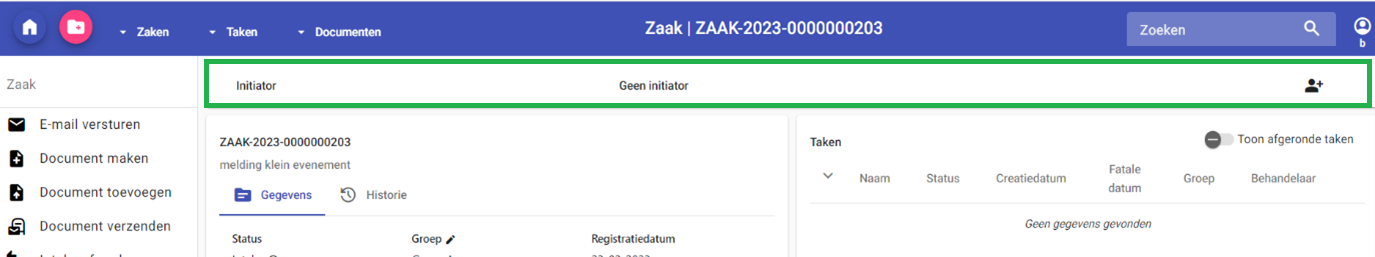 Zaken
Taken
Documenten
Zaak | ZAAK-2023-0000000203
Zoeken
b
Zaak
E-mail versturen
Document maken
Document toevoegen
Document verzenden
Initiator
Geen initiator
ZAAK-2023-0000000203
melding klein evenement
Gegevens
Historie
Status
Groep
Registratiedatum
Taken
Toon afgeronde taken
Naam
Status
Creatiedatum
Fatale
datum
Groep
Behandelaar
Geen gegevens gevonden